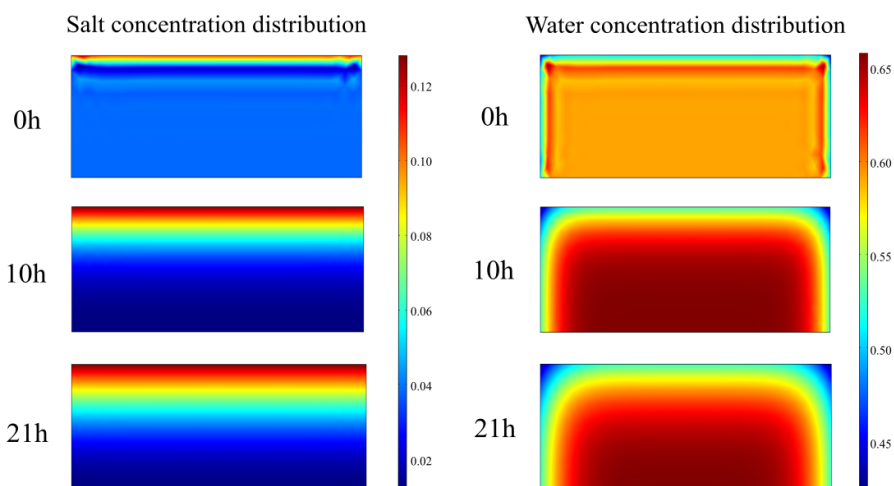 Salt concentration distribution
Water concentration distribution
0h
10h
21h
0.12
0.10
0.08
0.06
0.04
0.02
0h
10h
21h
0.65
0.60
0.55
0.50
0.45